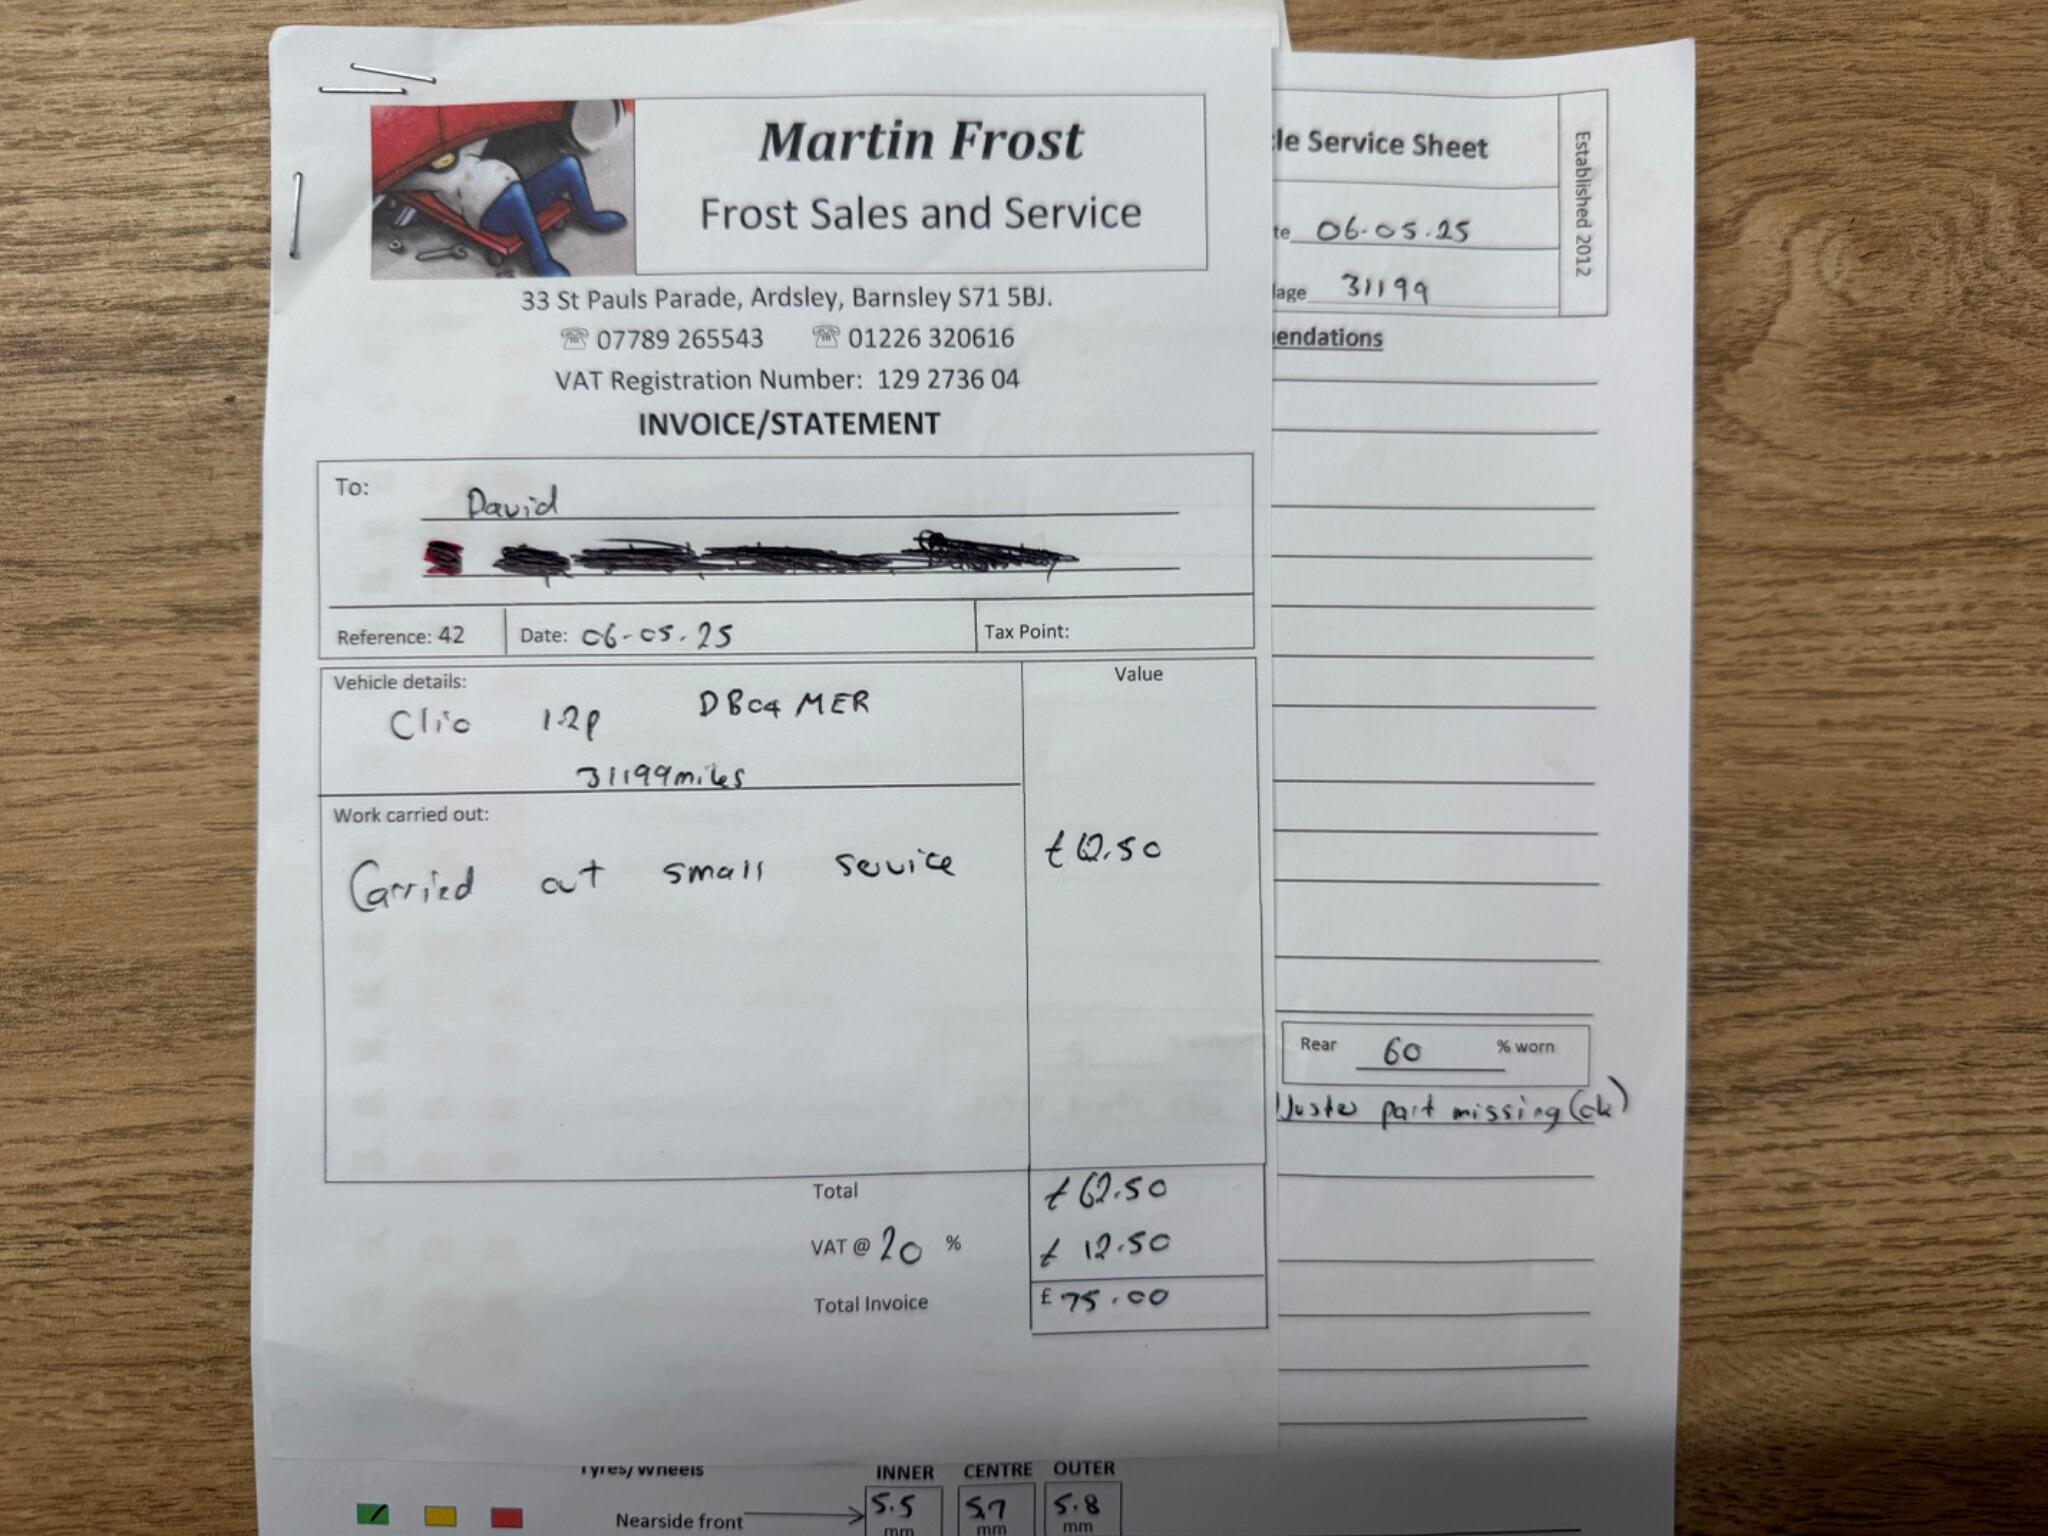 Martin Frost
Frost Sales and Service
33 St Pauls Parade, Ardsley, Barnsley S71 5BJ.
07789 265543 01226 320616
VAT Registration Number: 129 2736 04
INVOICE/STATEMENT
To: David
Reference: 42 Date: 06-05.25 Tax Point:
Vehicle details: Value
Clio 1.2p DB04 MER
31199 miles
Work carried out:
Carried out small service £62.50
Total £62.50
VAT @ 20 % £ 12.50
Total Invoice £75.00
cle Service Sheet
Established 2012
te 06-05.25
lage 31199
endations
Rear 60 % worn
juster part missing (ok)
Tyres/Wheels INNER CENTRE OUTER
Nearside front 5.5 5.7 5.8
mm mm mm